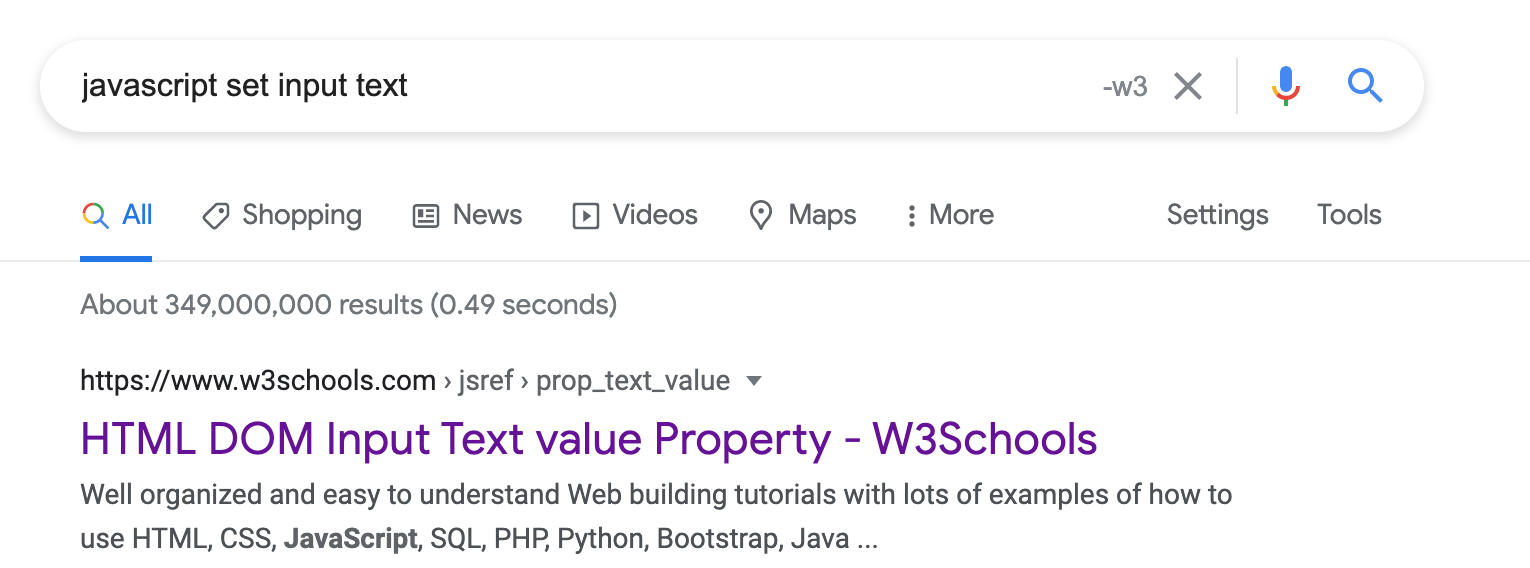 javascript set input text -w3
All Shopping News Videos Maps More Settings Tools
About 349,000,000 results (0.49 seconds)
https://www.w3schools.com › jsref › prop_text_value
HTML DOM Input Text value Property - W3Schools
Well organized and easy to understand Web building tutorials with lots of examples of how to
use HTML, CSS, JavaScript, SQL, PHP, Python, Bootstrap, Java ...